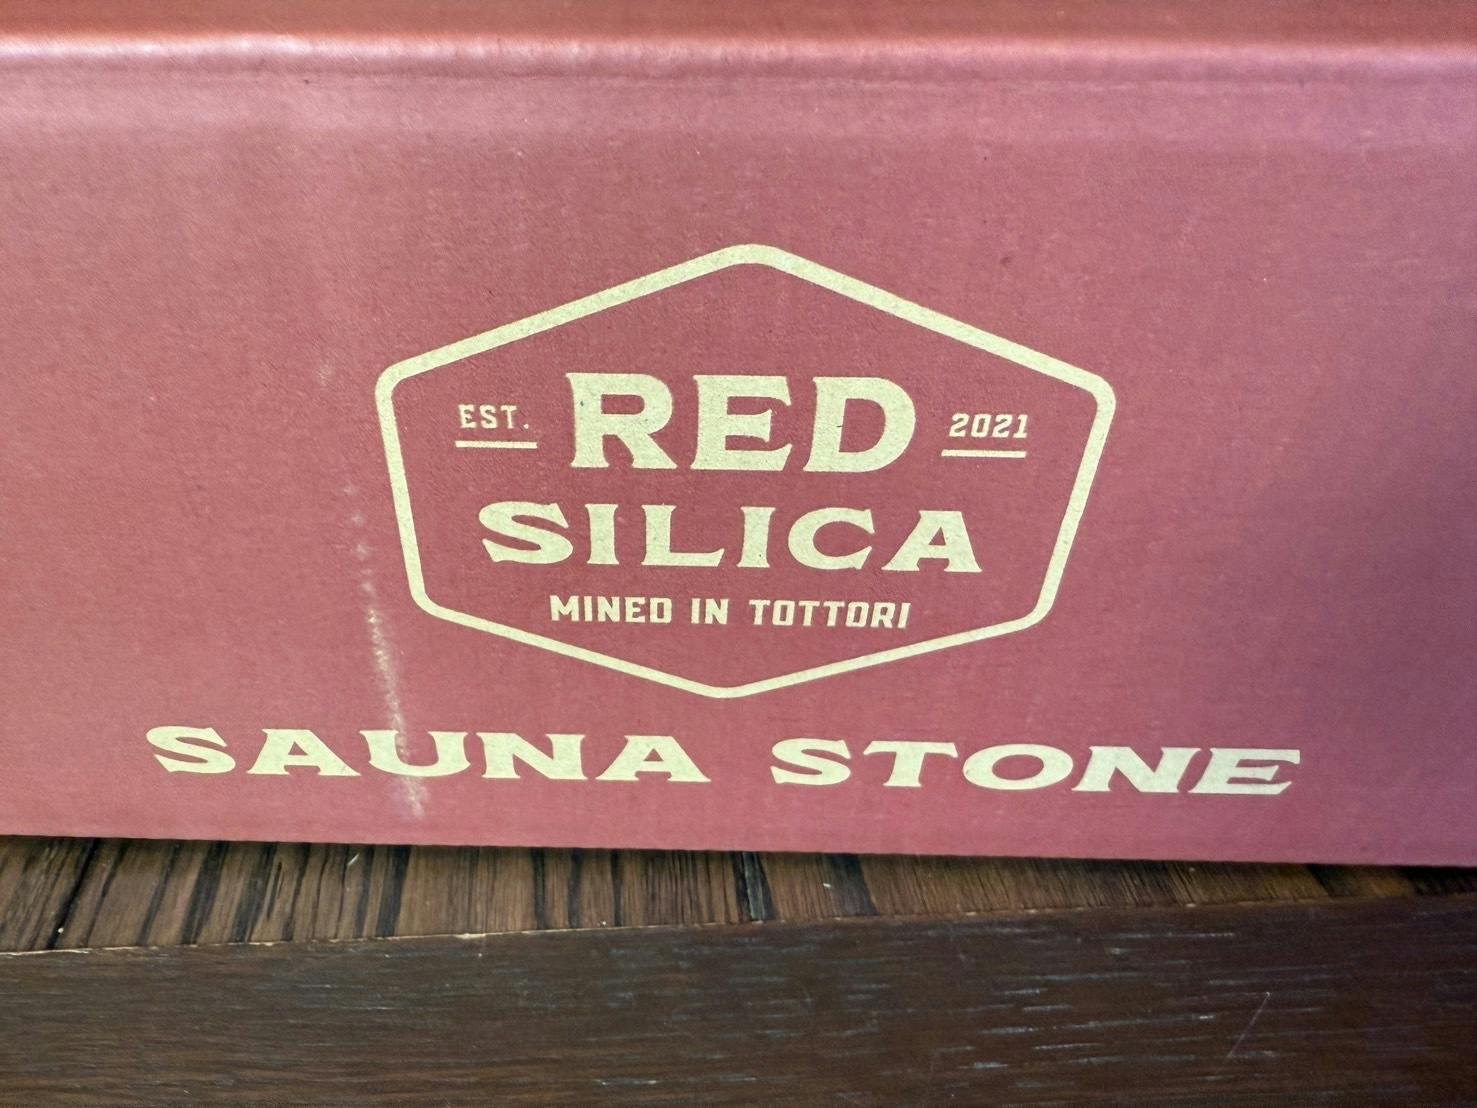 EST. RED 2021
SILICA
MINED IN TOTTORI
SAUNA STONE